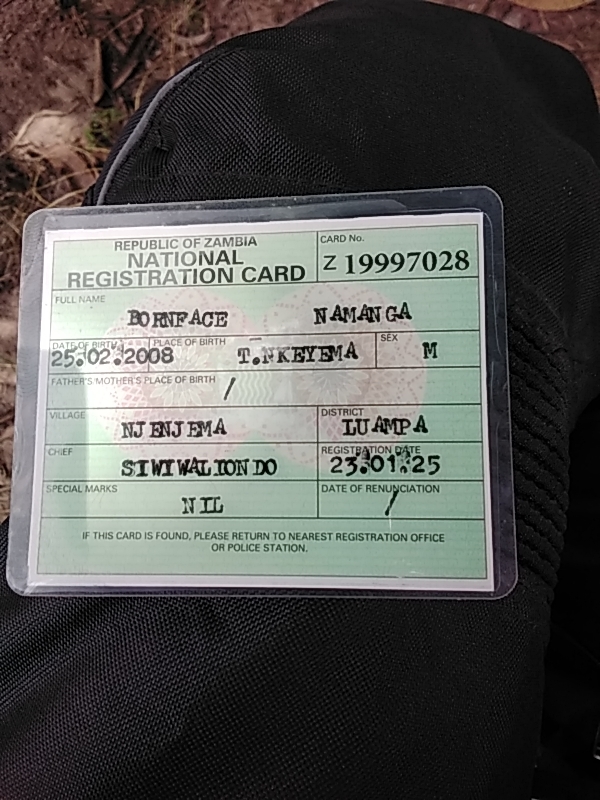 REPUBLIC OF ZAMBIA
NATIONAL
REGISTRATION CARD
CARD No.
Z 19997028
FULL NAME
BORNFACE NAMANGA
DATE OF BIRTH PLACE OF BIRTH SEX
25.02.2008 T.NKEYEMA M
FATHER'S/MOTHER'S PLACE OF BIRTH
/
VILLAGE DISTRICT
NJENJEMA LUAMPA
CHIEF REGISTRATION DATE
SIWIWALIONDO 23.01.25
SPECIAL MARKS DATE OF RENUNCIATION
NIL /
IF THIS CARD IS FOUND, PLEASE RETURN TO NEAREST REGISTRATION OFFICE
OR POLICE STATION.